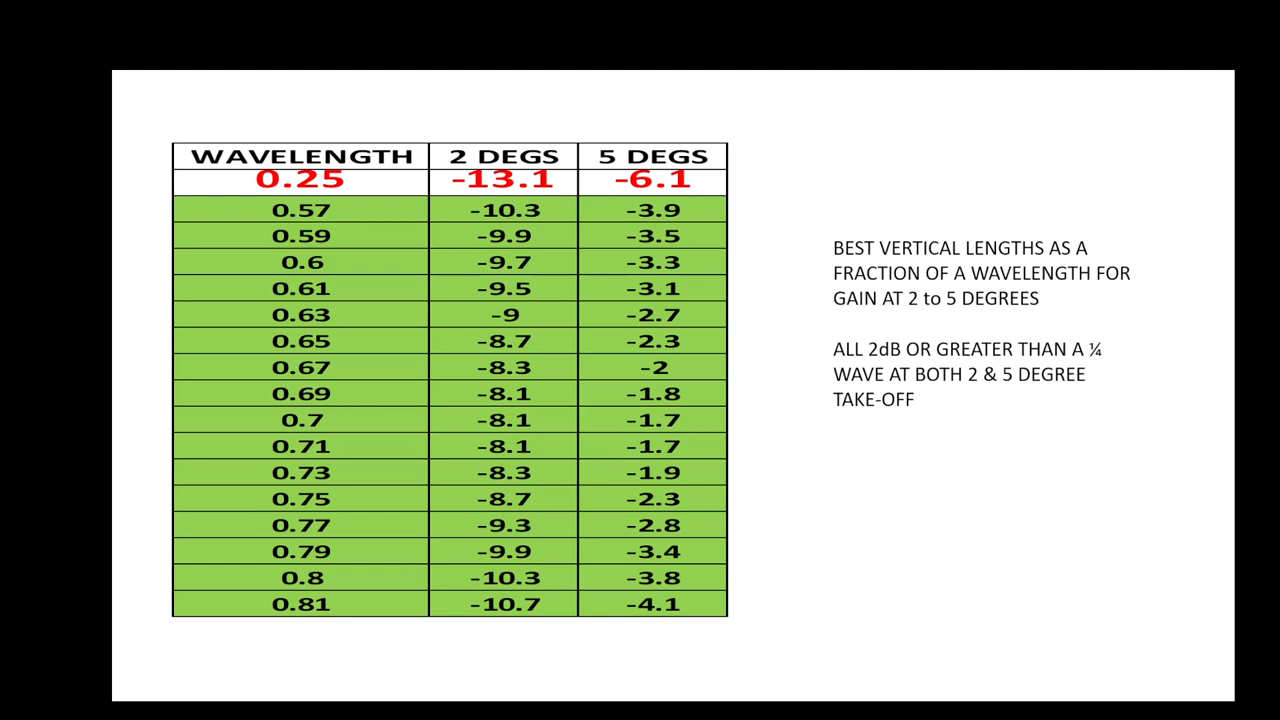 WAVELENGTH 2 DEGS 5 DEGS
0.25 -13.1 -6.1
0.57 -10.3 -3.9
0.59 -9.9 -3.5
0.6 -9.7 -3.3
0.61 -9.5 -3.1
0.63 -9 -2.7
0.65 -8.7 -2.3
0.67 -8.3 -2
0.69 -8.1 -1.8
0.7 -8.1 -1.7
0.71 -8.1 -1.7
0.73 -8.3 -1.9
0.75 -8.7 -2.3
0.77 -9.3 -2.8
0.79 -9.9 -3.4
0.8 -10.3 -3.8
0.81 -10.7 -4.1
BEST VERTICAL LENGTHS AS A
FRACTION OF A WAVELENGTH FOR
GAIN AT 2 to 5 DEGREES
ALL 2dB OR GREATER THAN A ¼
WAVE AT BOTH 2 & 5 DEGREE
TAKE-OFF